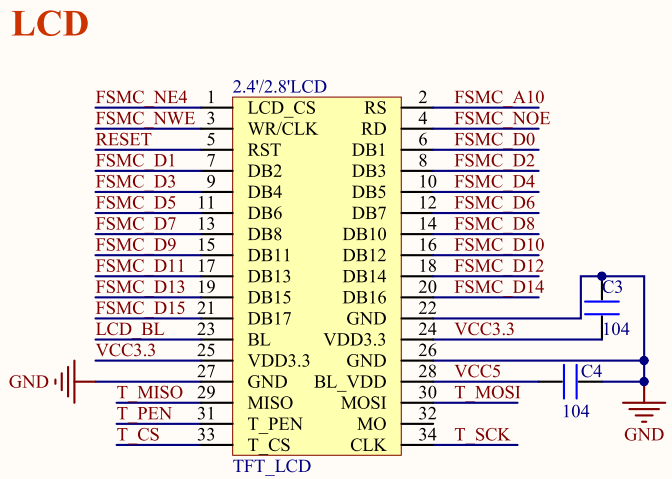 LCD
2.4'/2.8'LCD
FSMC_NE4 1 LCD_CS RS 2 FSMC_A10
FSMC_NWE 3 WR/CLK RD 4 FSMC_NOE
RESET 5 RST DB1 6 FSMC_D0
FSMC_D1 7 DB2 DB3 8 FSMC_D2
FSMC_D3 9 DB4 DB5 10 FSMC_D4
FSMC_D5 11 DB6 DB7 12 FSMC_D6
FSMC_D7 13 DB8 DB10 14 FSMC_D8
FSMC_D9 15 DB11 DB12 16 FSMC_D10
FSMC_D11 17 DB13 DB14 18 FSMC_D12
FSMC_D13 19 DB15 DB16 20 FSMC_D14
C3
FSMC_D15 21 DB17 GND 22
LCD_BL 23 BL VDD3.3 24 VCC3.3 104
VCC3.3 25 VDD3.3 GND 26
GND 27 GND BL_VDD 28 VCC5 C4
T_MISO 29 MISO MOSI 30 T_MOSI
104
T_PEN 31 T_PEN MO 32
T_CS 33 T_CS CLK 34 T_SCK GND
TFT_LCD